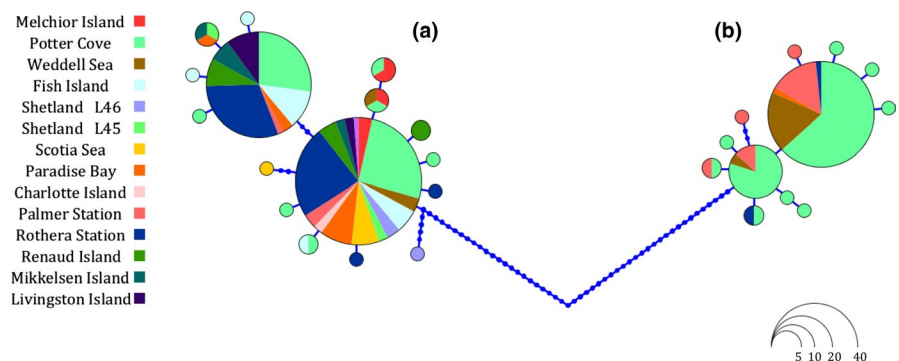 Melchior Island
Potter Cove
Weddell Sea
Fish Island
Shetland L46
Shetland L45
Scotia Sea
Paradise Bay
Charlotte Island
Palmer Station
Rothera Station
Renaud Island
Mikkelsen Island
Livingston Island
(a)
(b)
5 10 20 40